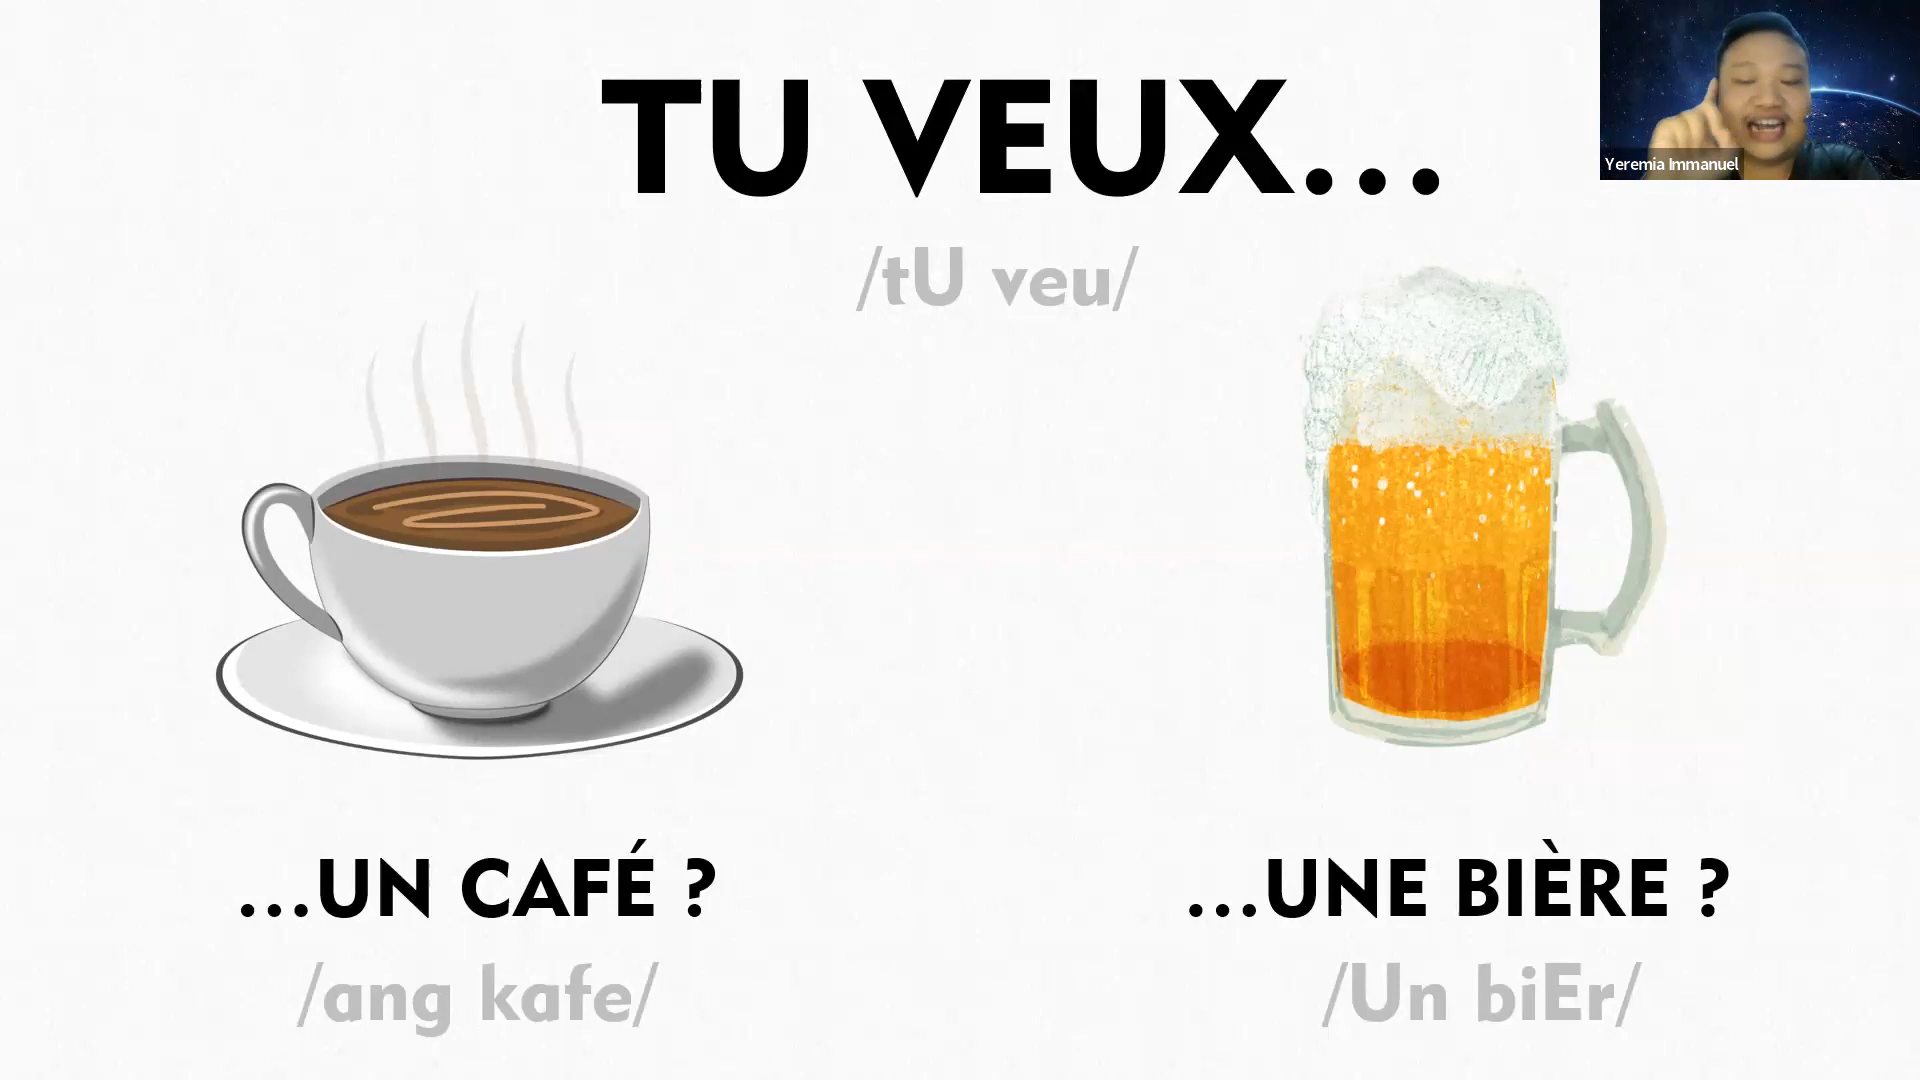 TU VEUX...
Yeremia Immanuel
/tU veu/
...UN CAFÉ ?
...UNE BIÈRE ?
/ang kafe/
/Un biEr/